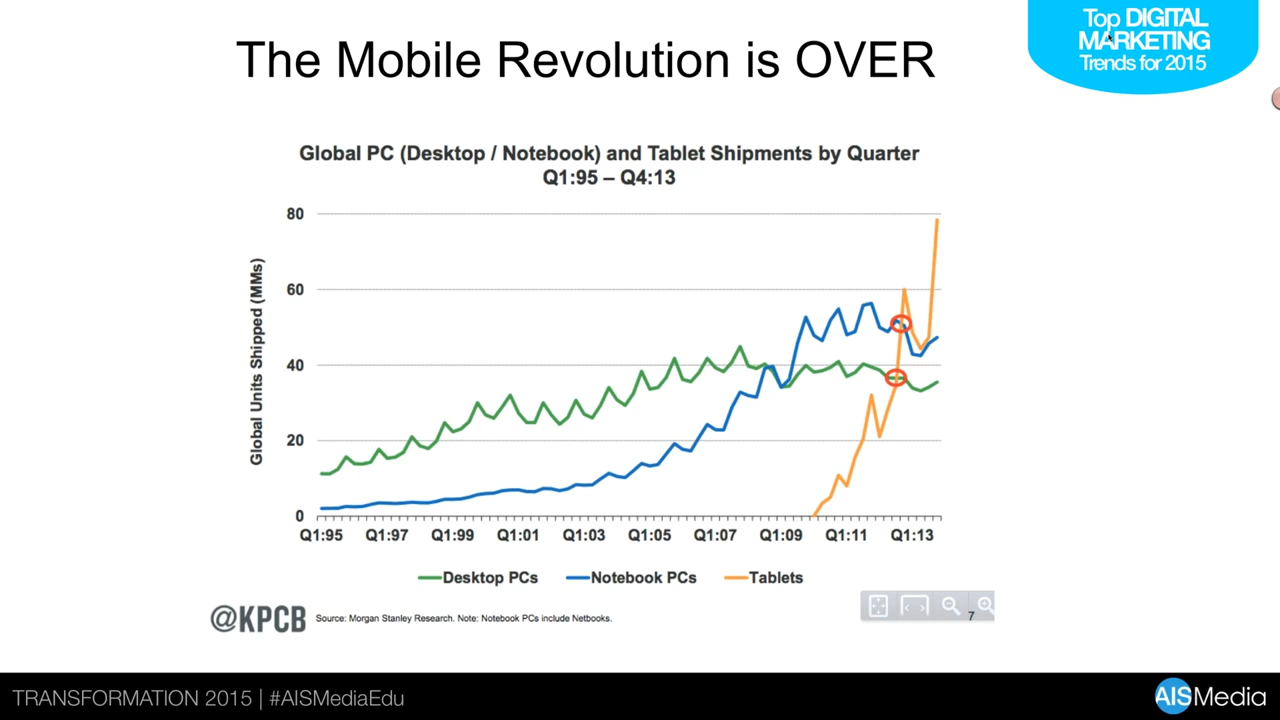 The Mobile Revolution is OVER
Top DIGITAL
MARKETING
Trends for 2015
Global PC (Desktop / Notebook) and Tablet Shipments by Quarter
Q1:95 – Q4:13
Global Units Shipped (MMs)
80
60
40
20
0
Q1:95 Q1:97 Q1:99 Q1:01 Q1:03 Q1:05 Q1:07 Q1:09 Q1:11 Q1:13
Desktop PCs Notebook PCs Tablets
@KPCB Source: Morgan Stanley Research. Note: Notebook PCs include Netbooks.
7
TRANSFORMATION 2015 | #AISMediaEdu
AISMedia